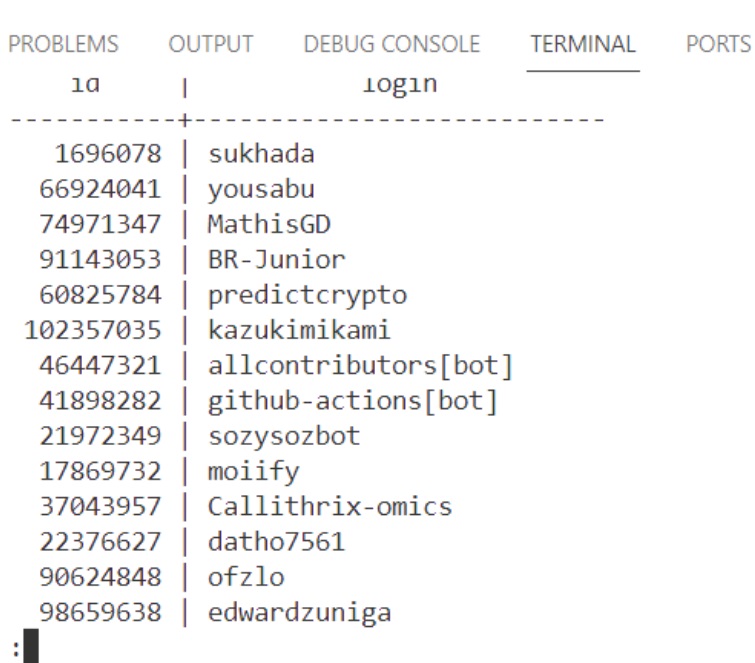 PROBLEMS OUTPUT DEBUG CONSOLE TERMINAL PORTS
id | login
-----------+---------------------------
1696078 | sukhada
66924041 | yousabu
74971347 | MathisGD
91143053 | BR-Junior
60825784 | predictcrypto
102357035 | kazukimikami
46447321 | allcontributors[bot]
41898282 | github-actions[bot]
21972349 | sozysozbot
17869732 | moiify
37043957 | Callithrix-omics
22376627 | datho7561
90624848 | ofzlo
98659638 | edwardzuniga
: